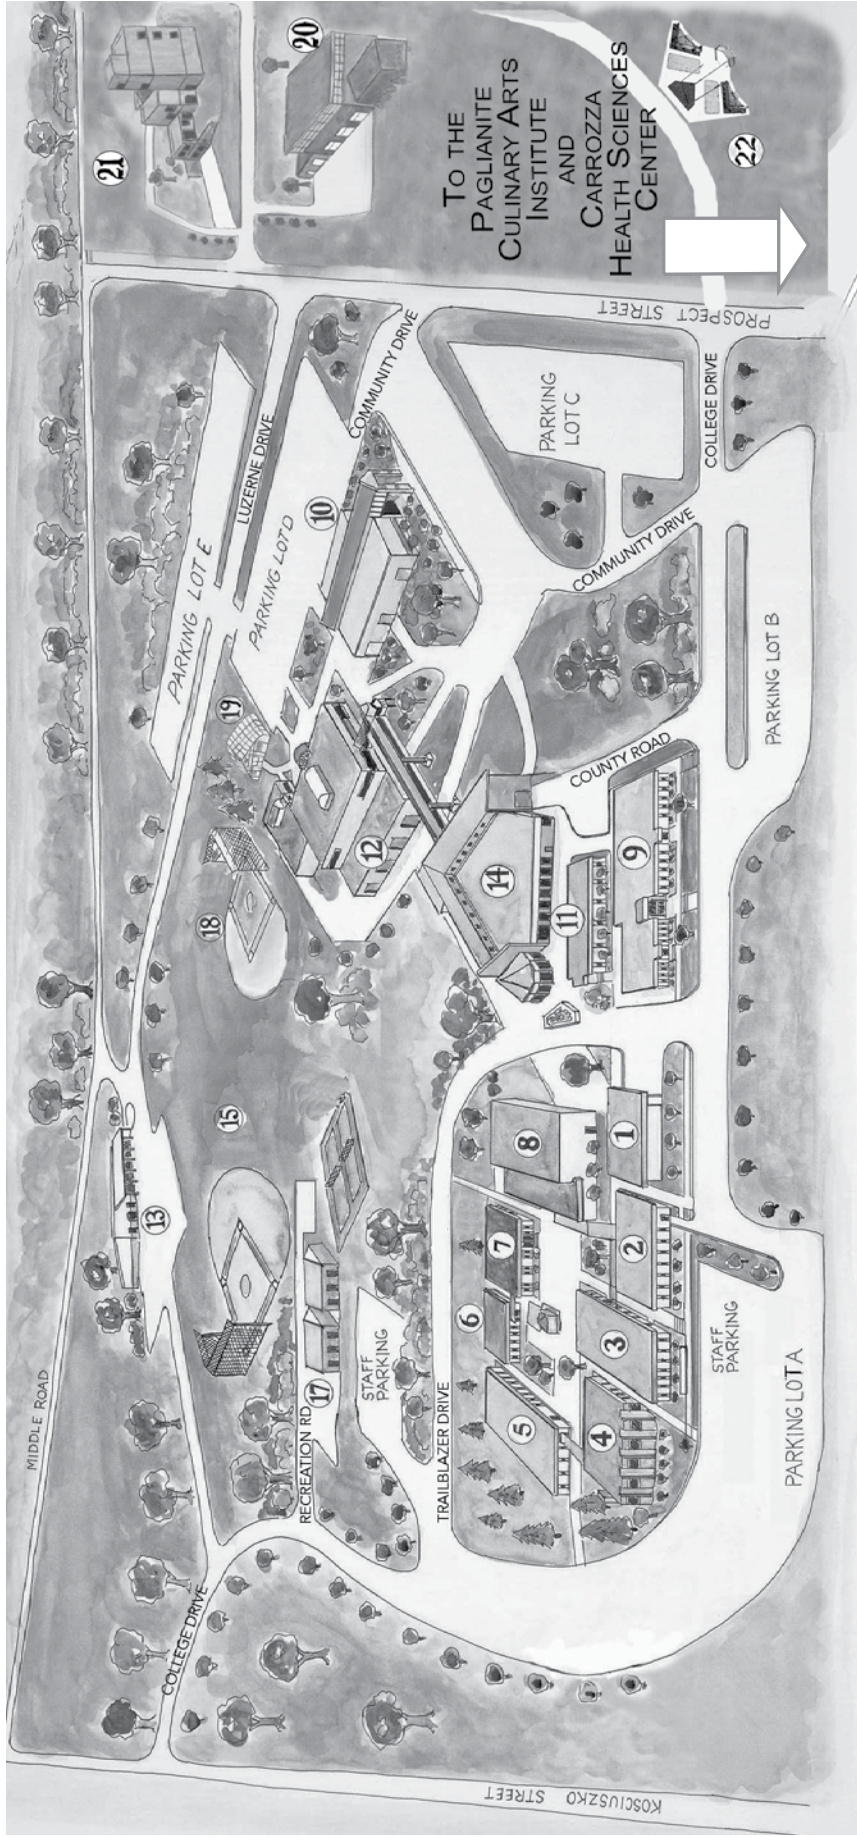 MIDDLE ROAD
COLLEGE DRIVE
KOSCIUSZKO STREET
RECREATION RD
STAFF
PARKING
TRAILBLAZER DRIVE
STAFF
PARKING
PARKING LOT A
13
15
17
18
19
12
14
11
9
10
1
2
3
4
5
6
7
8
PARKING LOT E
LUZERNE DRIVE
PARKING LOT D
COMMUNITY DRIVE
PARKING
LOT C
COMMUNITY DRIVE
COLLEGE DRIVE
COUNTY ROAD
PARKING LOT B
PROSPECT STREET
21
20
TO THE
PAGLIANITE
CULINARY ARTS
INSTITUTE
AND
CARROZZA
HEALTH SCIENCES
CENTER
22